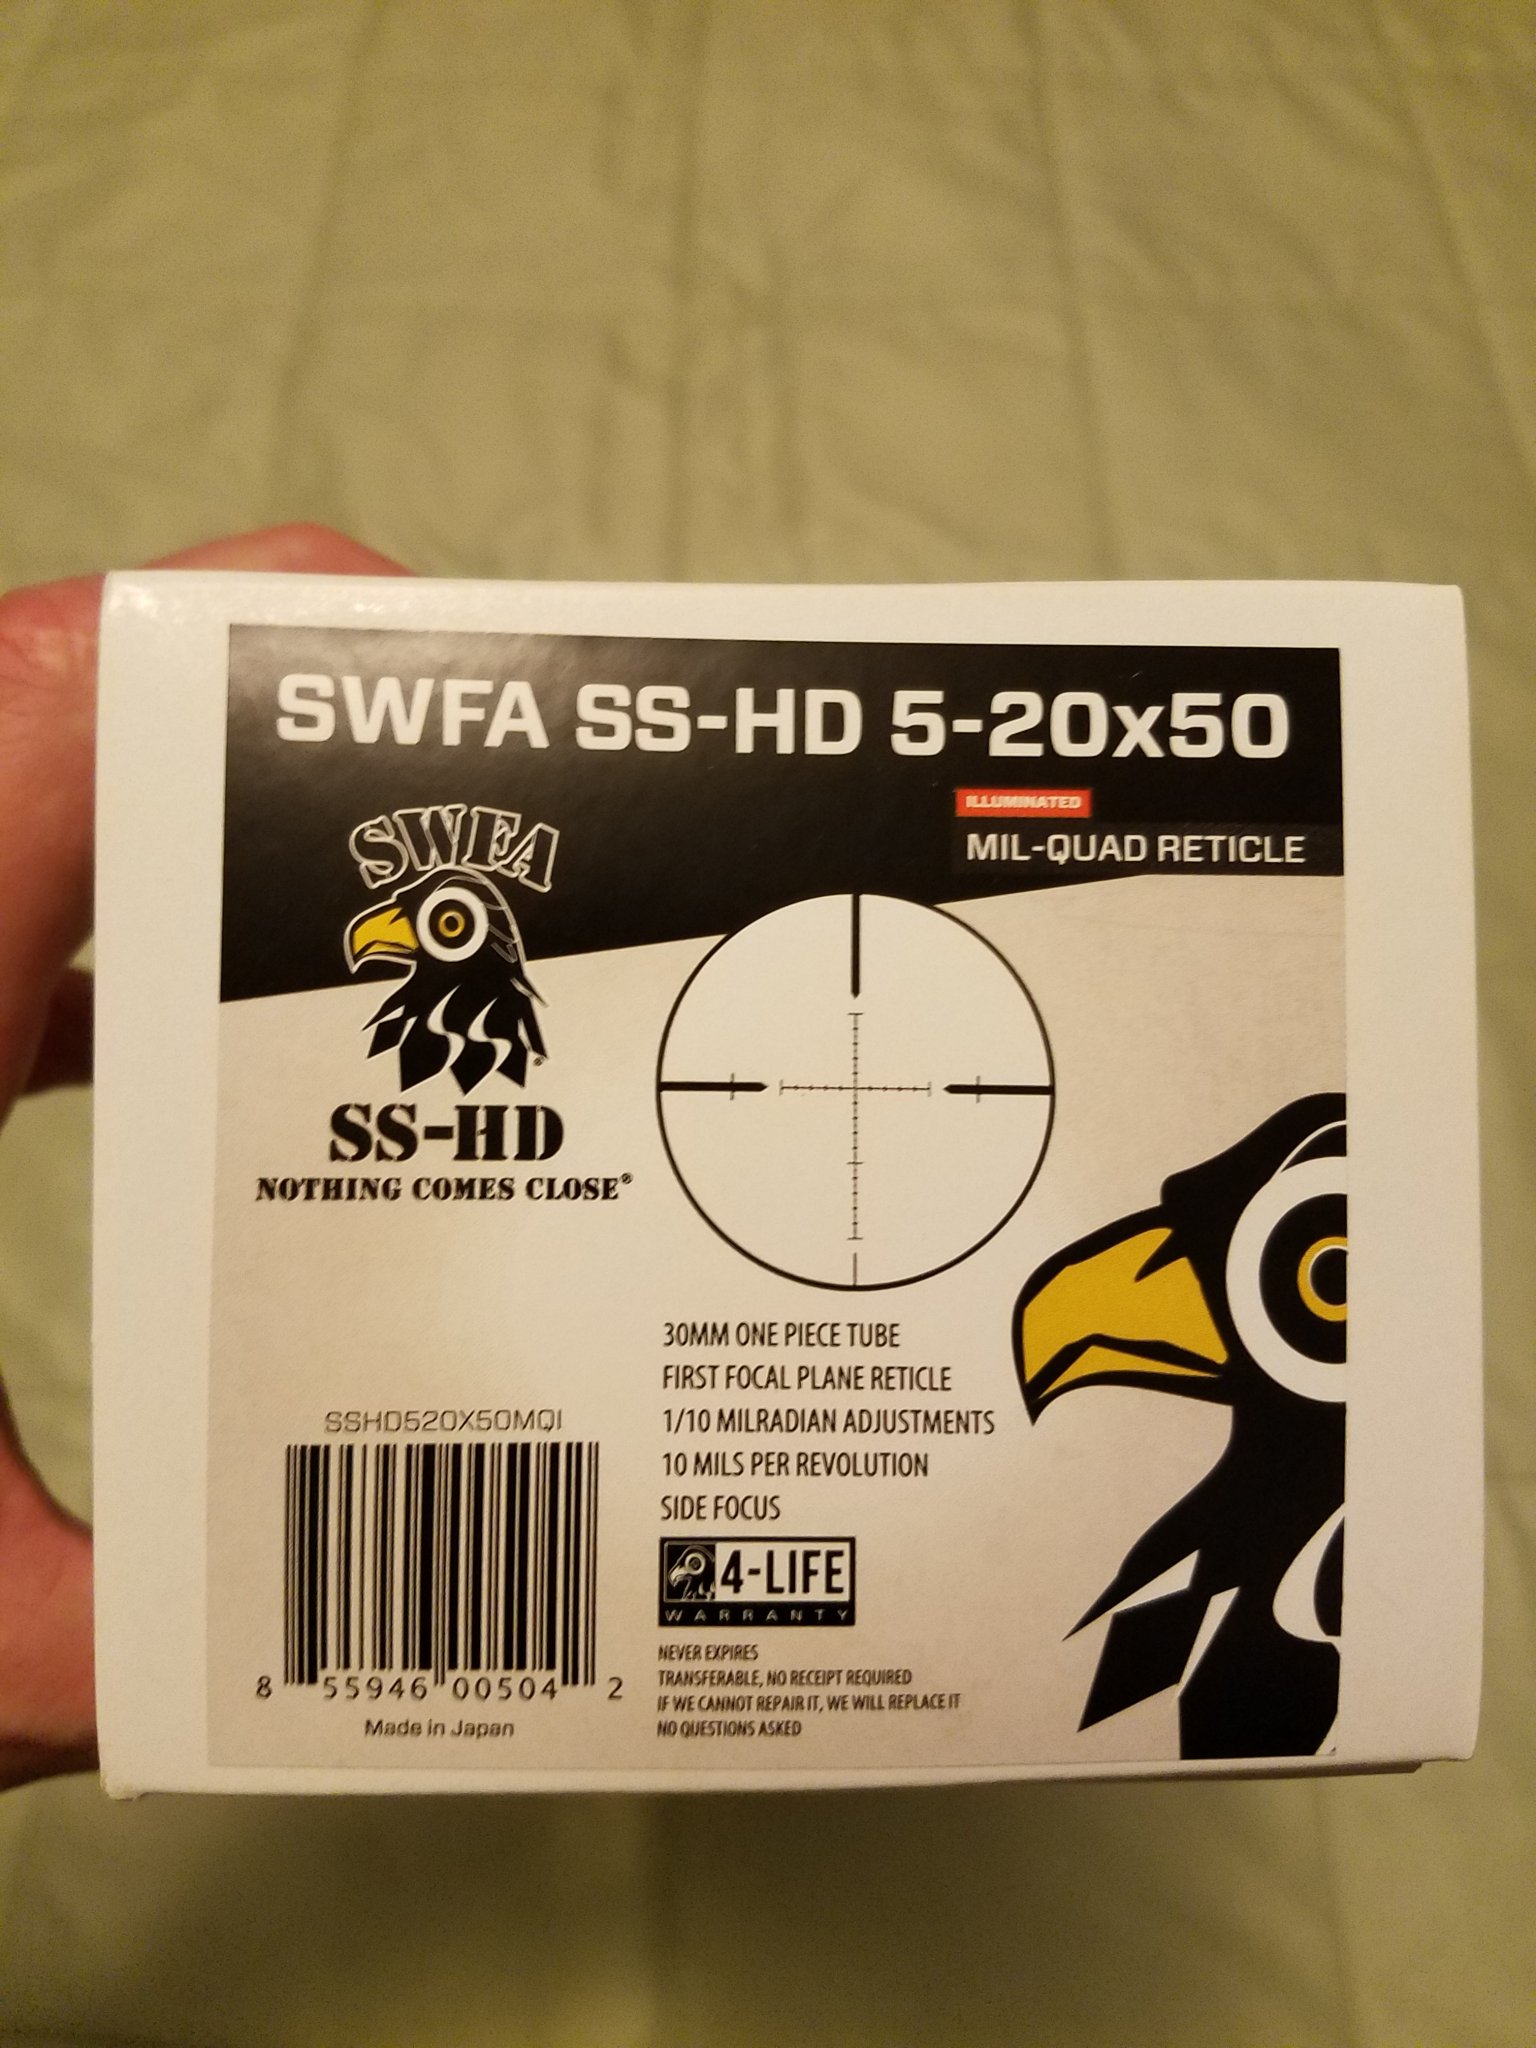 SWFA SS-HD 5-20x50
ILLUMINATED
MIL-QUAD RETICLE
SWFA
SS
®
SS-HD
NOTHING COMES CLOSE®
30MM ONE PIECE TUBE
FIRST FOCAL PLANE RETICLE
1/10 MILRADIAN ADJUSTMENTS
10 MILS PER REVOLUTION
SIDE FOCUS
4-LIFE
WARRANTY
NEVER EXPIRES
TRANSFERABLE, NO RECEIPT REQUIRED
IF WE CANNOT REPAIR IT, WE WILL REPLACE IT
NO QUESTIONS ASKED
SSHD520X50MQI
8 55946 00504 2
Made in Japan